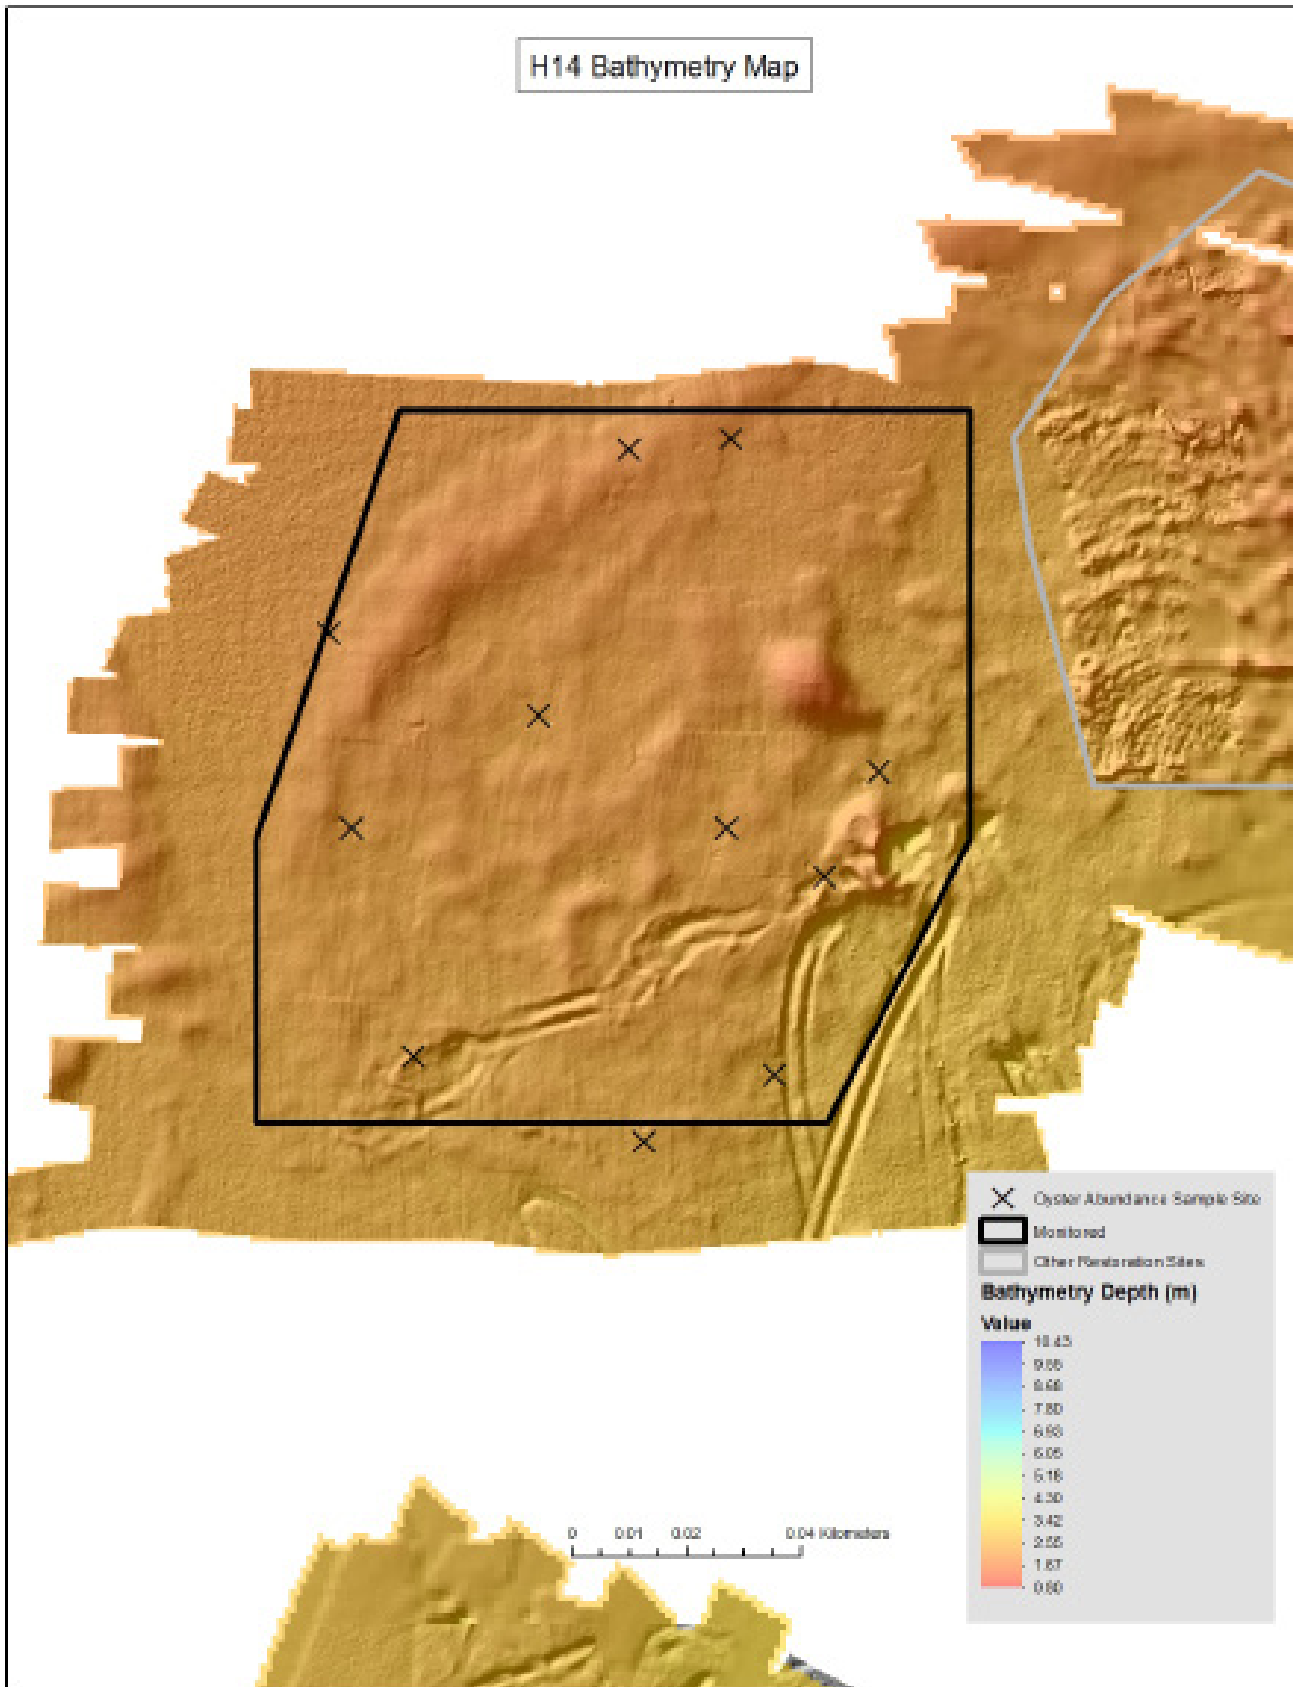 H14 Bathymetry Map
Oyster Abundance Sample Site
Monitored
Other Restoration Sites
Bathymetry Depth (m)
Value
10.43
9.55
8.68
7.80
6.93
6.05
5.18
4.30
3.42
2.55
1.67
0.80
0 0.01 0.02 0.04 Kilometers